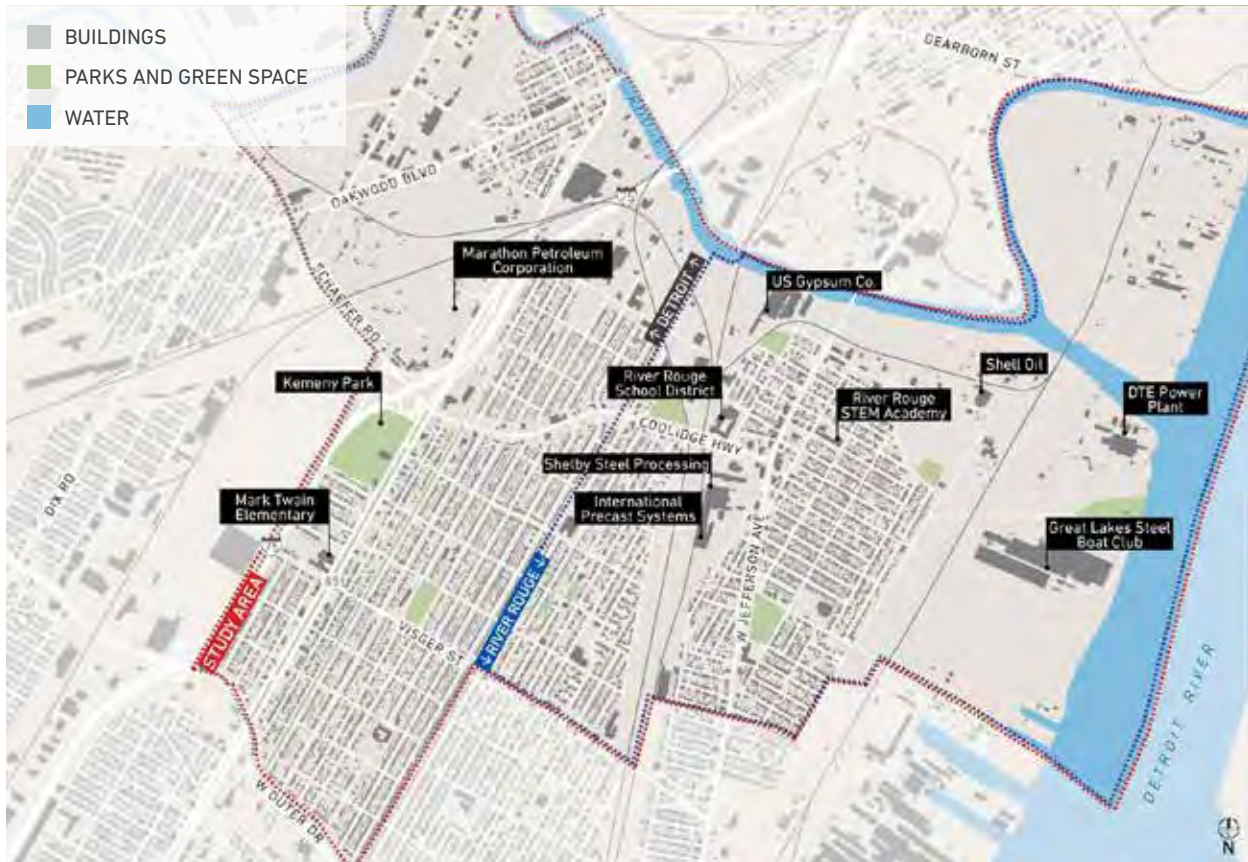 BUILDINGS
PARKS AND GREEN SPACE
WATER
DEARBORN ST
OAKWOOD BLVD
SCHAEFER RD
Marathon Petroleum
Corporation
DETROIT
US Gypsum Co.
Kemeny Park
River Rouge
School District
River Rouge
STEM Academy
Shell Oil
DTE Power
Plant
COOLIDGE HWY
Shelby Steel Processing
DIX RD
Mark Twain
Elementary
International
Precast Systems
W JEFFERSON AVE
Great Lakes Steel
Boat Club
STUDY AREA
VISGER ST
RIVER ROUGE
W OUTER DR
DETROIT RIVER
N